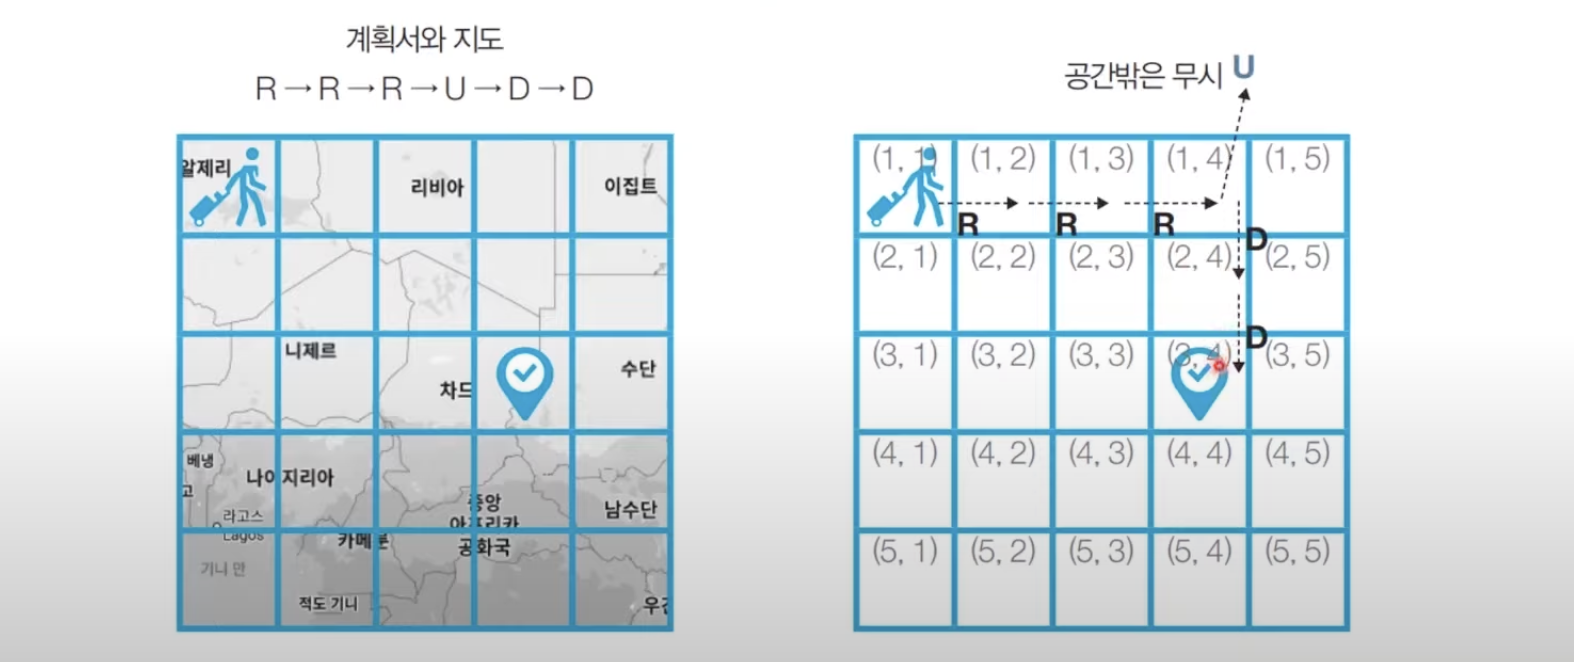 계획서와 지도
R → R → R → U → D → D
알제리
리비아
이집트
니제르
차드
수단
베냉
나이지리아
고
라고스
Lagos
중앙
아프리카
공화국
남수단
카메룬
기니 만
적도 기니
우간
공간밖은 무시 U
(1, 1) (1, 2) (1, 3) (1, 4) (1, 5)
R R R D
(2, 1) (2, 2) (2, 3) (2, 4) (2, 5)
D
(3, 1) (3, 2) (3, 3) (3, 4) (3, 5)
(4, 1) (4, 2) (4, 3) (4, 4) (4, 5)
(5, 1) (5, 2) (5, 3) (5, 4) (5, 5)